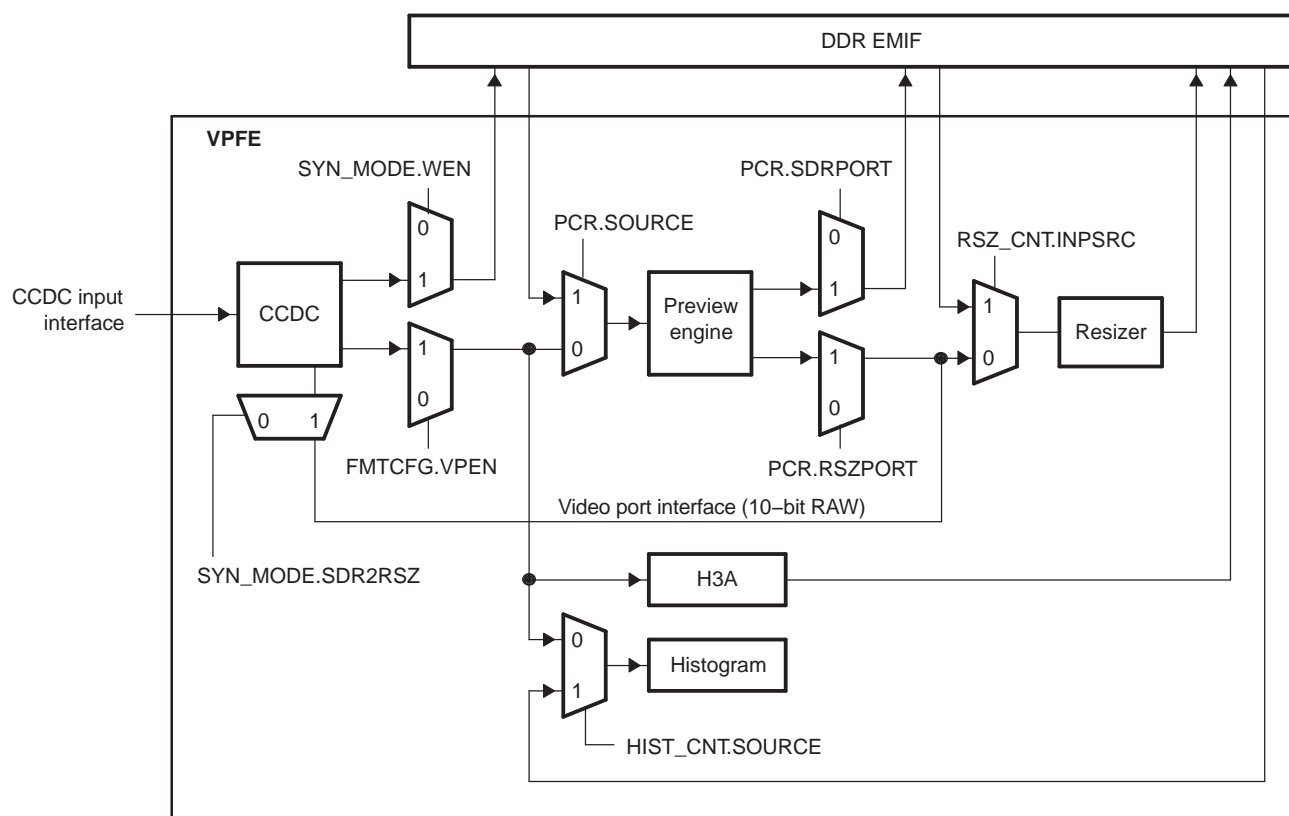 DDR EMIF
VPFE
SYN_MODE.WEN
PCR.SDRPORT
PCR.SOURCE
RSZ_CNT.INPSRC
0
0
1
1
1
1
CCDC input
interface
CCDC
Preview
engine
Resizer
1
0
1
0
0
0
0 1
FMTCFG.VPEN
PCR.RSZPORT
Video port interface (10–bit RAW)
SYN_MODE.SDR2RSZ
H3A
0
Histogram
1
HIST_CNT.SOURCE